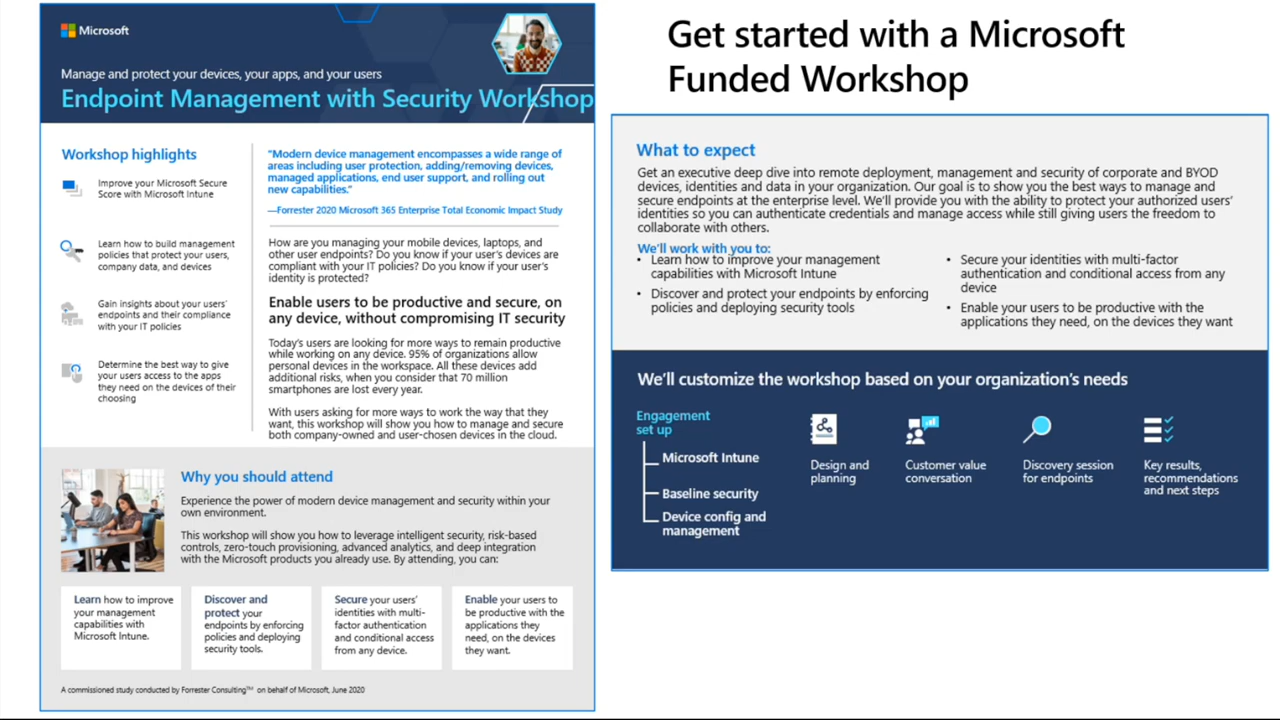 Microsoft
Manage and protect your devices, your apps, and your users
Endpoint Management with Security Workshop
Workshop highlights
Improve your Microsoft Secure
Score with Microsoft Intune
Learn how to build management
policies that protect your users,
company data, and devices
Gain insights about your users'
endpoints and their compliance
with your IT policies
Determine the best way to give
your users access to the apps
they need on the devices of their
choosing
"Modern device management encompasses a wide range of
areas including user protection, adding/removing devices,
managed applications, end user support, and rolling out
new capabilities."
—Forrester 2020 Microsoft 365 Enterprise Total Economic Impact Study
How are you managing your mobile devices, laptops, and
other user endpoints? Do you know if your user's devices are
compliant with your IT policies? Do you know if your user's
identity is protected?
Enable users to be productive and secure, on
any device, without compromising IT security
Today's users are looking for more ways to remain productive
while working on any device. 95% of organizations allow
personal devices in the workspace. All these devices add
additional risks, when you consider that 70 million
smartphones are lost every year.
With users asking for more ways to work the way that they
want, this workshop will show you how to manage and secure
both company-owned and user-chosen devices in the cloud.
Why you should attend
Experience the power of modern device management and security within your
own environment.
This workshop will show you how to leverage intelligent security, risk-based
controls, zero-touch provisioning, advanced analytics, and deep integration
with the Microsoft products you already use. By attending, you can:
Learn how to improve
your management
capabilities with
Microsoft Intune.
Discover and
protect your
endpoints by enforcing
policies and deploying
security tools.
Secure your users'
identities with multi-
factor authentication
and conditional access
from any device.
Enable your users to
be productive with the
applications they
need, on the devices
they want.
A commissioned study conducted by Forrester Consulting™ on behalf of Microsoft, June 2020
Get started with a Microsoft
Funded Workshop
What to expect
Get an executive deep dive into remote deployment, management and security of corporate and BYOD
devices, identities and data in your organization. Our goal is to show you the best ways to manage and
secure endpoints at the enterprise level. We'll provide you with the ability to protect your authorized users'
identities so you can authenticate credentials and manage access while still giving users the freedom to
collaborate with others.
We'll work with you to:
• Learn how to improve your management
capabilities with Microsoft Intune
• Discover and protect your endpoints by enforcing
policies and deploying security tools
• Secure your identities with multi-factor
authentication and conditional access from any
device
• Enable your users to be productive with the
applications they need, on the devices they want
We'll customize the workshop based on your organization's needs
Engagement
set up
Microsoft Intune
Baseline security
Device config and
management
Design and
planning
Customer value
conversation
Discovery session
for endpoints
Key results,
recommendations
and next steps